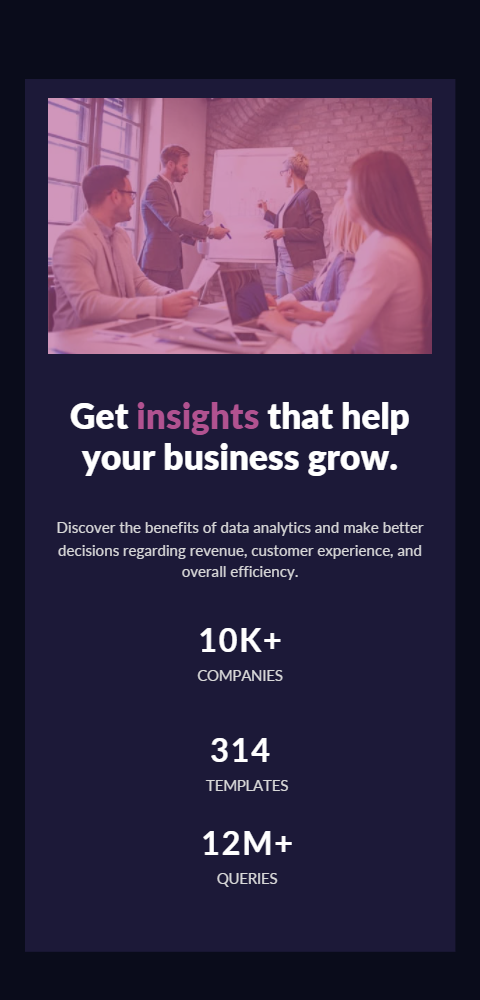 Get insights that help
your business grow.
Discover the benefits of data analytics and make better
decisions regarding revenue, customer experience, and
overall efficiency.
10K+
COMPANIES
314
TEMPLATES
12M+
QUERIES